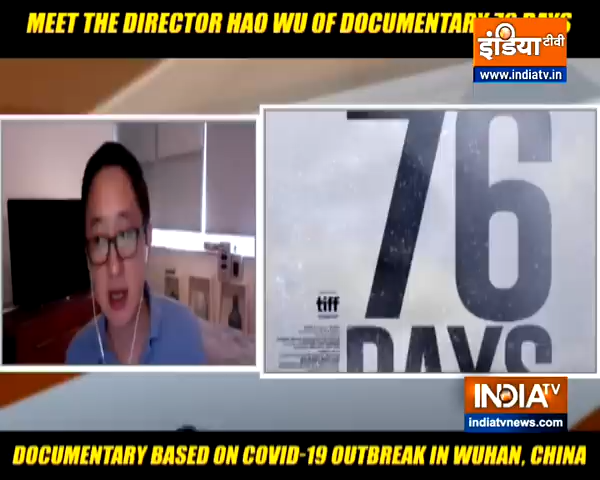 MEET THE DIRECTOR HAO WU OF DOCUMENTARY 76 DAYS
इंडिया टीवी
www.indiatv.in
76
DAYS
tiff
INDIA TV
indiatvnews.com
DOCUMENTARY BASED ON COVID-19 OUTBREAK IN WUHAN, CHINA